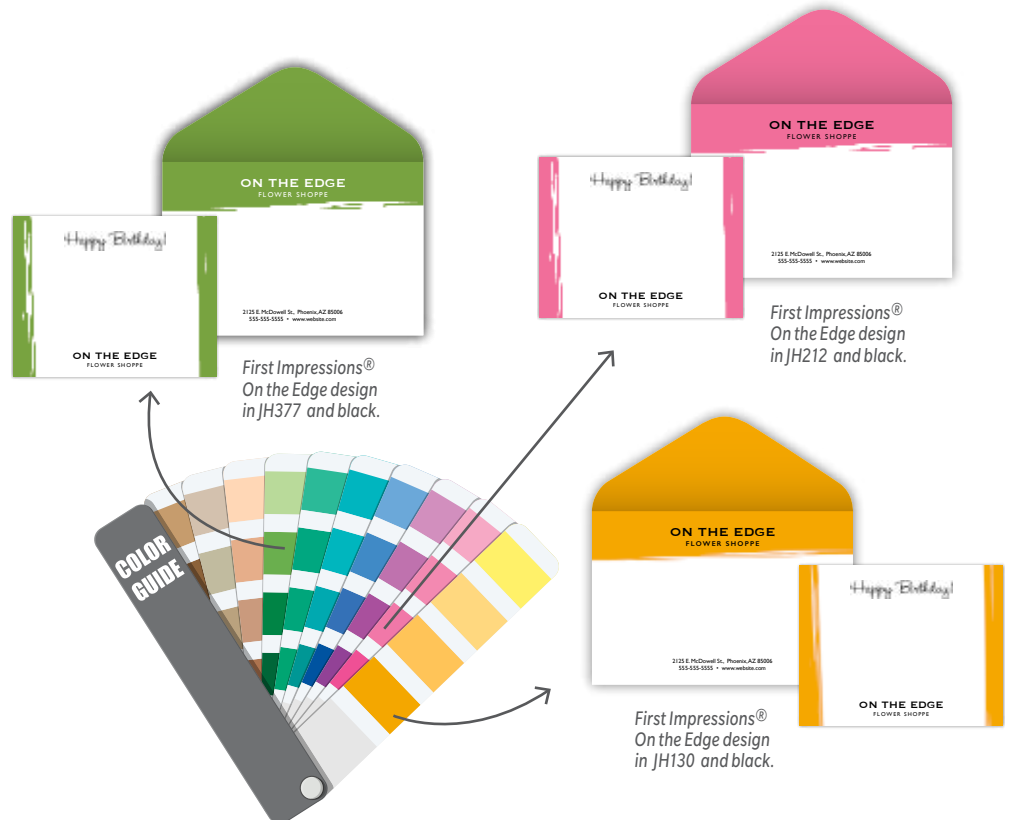 ON THE EDGE
FLOWER SHOPPE
Happy Birthday!
2125 E. McDowell St., Phoenix, AZ 85006
555-555-5555 • www.website.com
ON THE EDGE
FLOWER SHOPPE
First Impressions®
On the Edge design
in JH377 and black.
ON THE EDGE
FLOWER SHOPPE
Happy Birthday!
2125 E. McDowell St., Phoenix, AZ 85006
555-555-5555 • www.website.com
ON THE EDGE
FLOWER SHOPPE
First Impressions®
On the Edge design
in JH212 and black.
COLOR
GUIDE
ON THE EDGE
FLOWER SHOPPE
Happy Birthday!
2125 E. McDowell St., Phoenix, AZ 85006
555-555-5555 • www.website.com
ON THE EDGE
FLOWER SHOPPE
First Impressions®
On the Edge design
in JH130 and black.